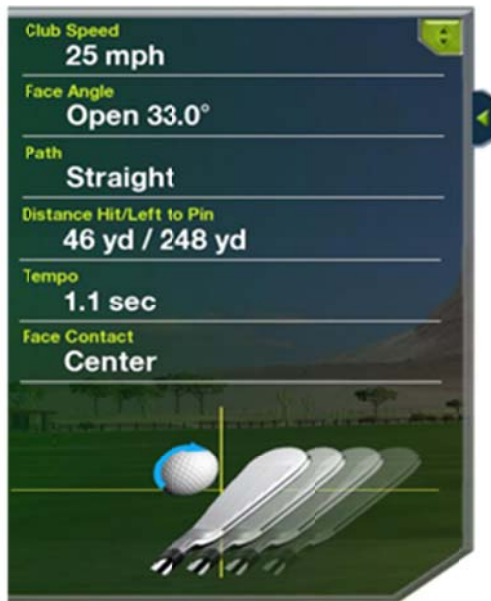 Club Speed
25 mph
Face Angle
Open 33.0°
Path
Straight
Distance Hit/Left to Pin
46 yd / 248 yd
Tempo
1.1 sec
Face Contact
Center